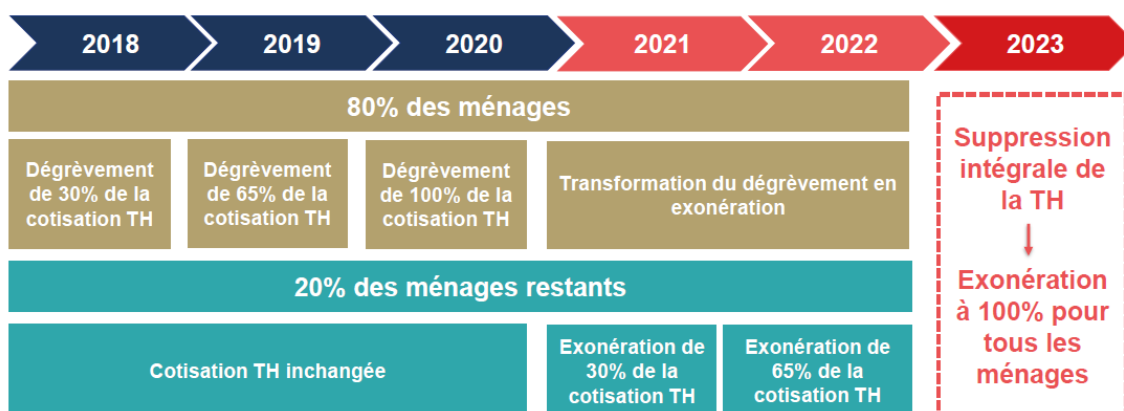 2018
2019
2020
2021
2022
2023
80% des ménages
Dégrèvement
de 30% de la
cotisation TH
Dégrèvement
de 65% de la
cotisation TH
Dégrèvement
de 100% de la
cotisation TH
Transformation du dégrèvement en
exonération
20% des ménages restants
Cotisation TH inchangée
Exonération de
30% de la
cotisation TH
Exonération de
65% de la
cotisation TH
Suppression
intégrale de
la TH
Exonération
à 100% pour
tous les
ménages